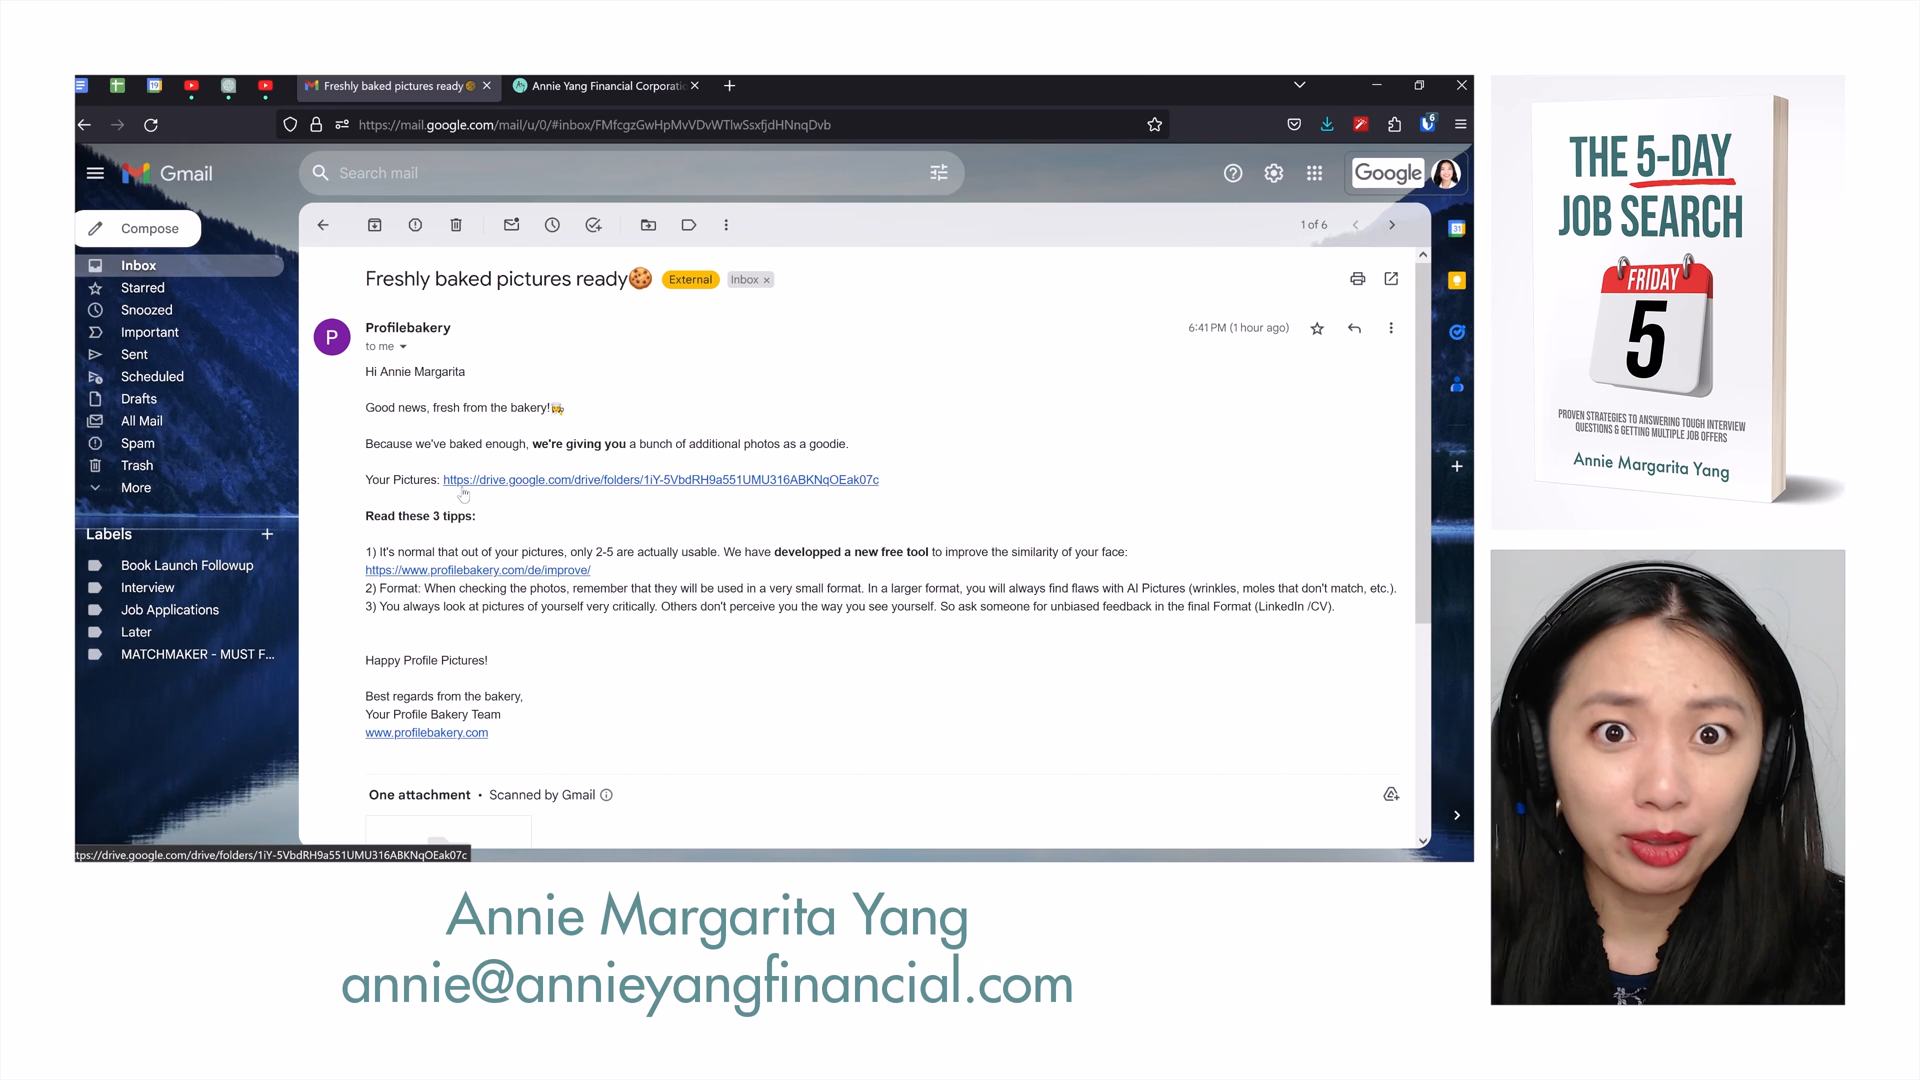 Freshly baked pictures ready
Annie Yang Financial Corporati
https://mail.google.com/mail/u/0/#inbox/FMfcgzGwHpMvVDvWTlwSsxfjdHNnqDvb
6
Gmail
Search mail
Google
Compose
1 of 6
31
Inbox
Starred
Snoozed
Important
Sent
Scheduled
Drafts
All Mail
Spam
Trash
More
Labels
Book Launch Followup
Interview
Job Applications
Later
MATCHMAKER - MUST F...
Freshly baked pictures ready🍪 External Inbox ×
P
Profilebakery
6:41 PM (1 hour ago)
to me
Hi Annie Margarita
Good news, fresh from the bakery!
Because we've baked enough, we're giving you a bunch of additional photos as a goodie.
Your Pictures: https://drive.google.com/drive/folders/1iY-5VbdRH9a551UMU316ABKNqOEak07c
Read these 3 tipps:
1) It's normal that out of your pictures, only 2-5 are actually usable. We have developped a new free tool to improve the similarity of your face:
https://www.profilebakery.com/de/improve/
2) Format: When checking the photos, remember that they will be used in a very small format. In a larger format, you will always find flaws with AI Pictures (wrinkles, moles that don't match, etc.).
3) You always look at pictures of yourself very critically. Others don't perceive you the way you see yourself. So ask someone for unbiased feedback in the final Format (LinkedIn /CV).
Happy Profile Pictures!
Best regards from the bakery,
Your Profile Bakery Team
www.profilebakery.com
One attachment • Scanned by Gmail
tps://drive.google.com/drive/folders/1iY-5VbdRH9a551UMU316ABKNqOEak07c
THE 5-DAY
JOB SEARCH
FRIDAY
5
PROVEN STRATEGIES TO ANSWERING TOUGH INTERVIEW
QUESTIONS & GETTING MULTIPLE JOB OFFERS
Annie Margarita Yang
Annie Margarita Yang
annie@annieyangfinancial.com